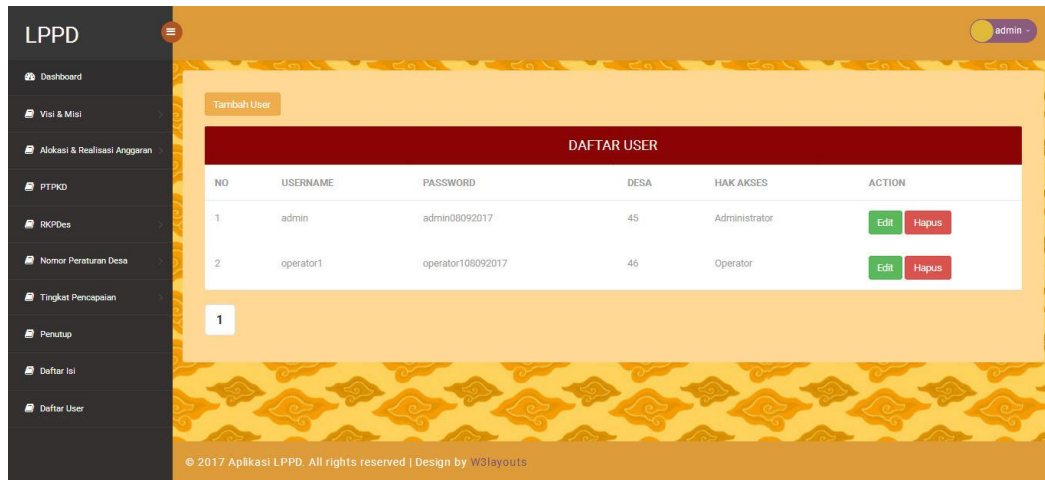 LPPD
admin
Dashboard
Visi & Misi
Alokasi & Realisasi Anggaran
PTPKD
RKPDes
Nomor Peraturan Desa
Tingkat Pencapaian
Penutup
Daftar Isi
Daftar User
Tambah User
DAFTAR USER
NO USERNAME PASSWORD DESA HAK AKSES ACTION
1 admin admin08092017 45 Administrator Edit Hapus
2 operator1 operator108092017 46 Operator Edit Hapus
1
© 2017 Aplikasi LPPD. All rights reserved | Design by W3layouts